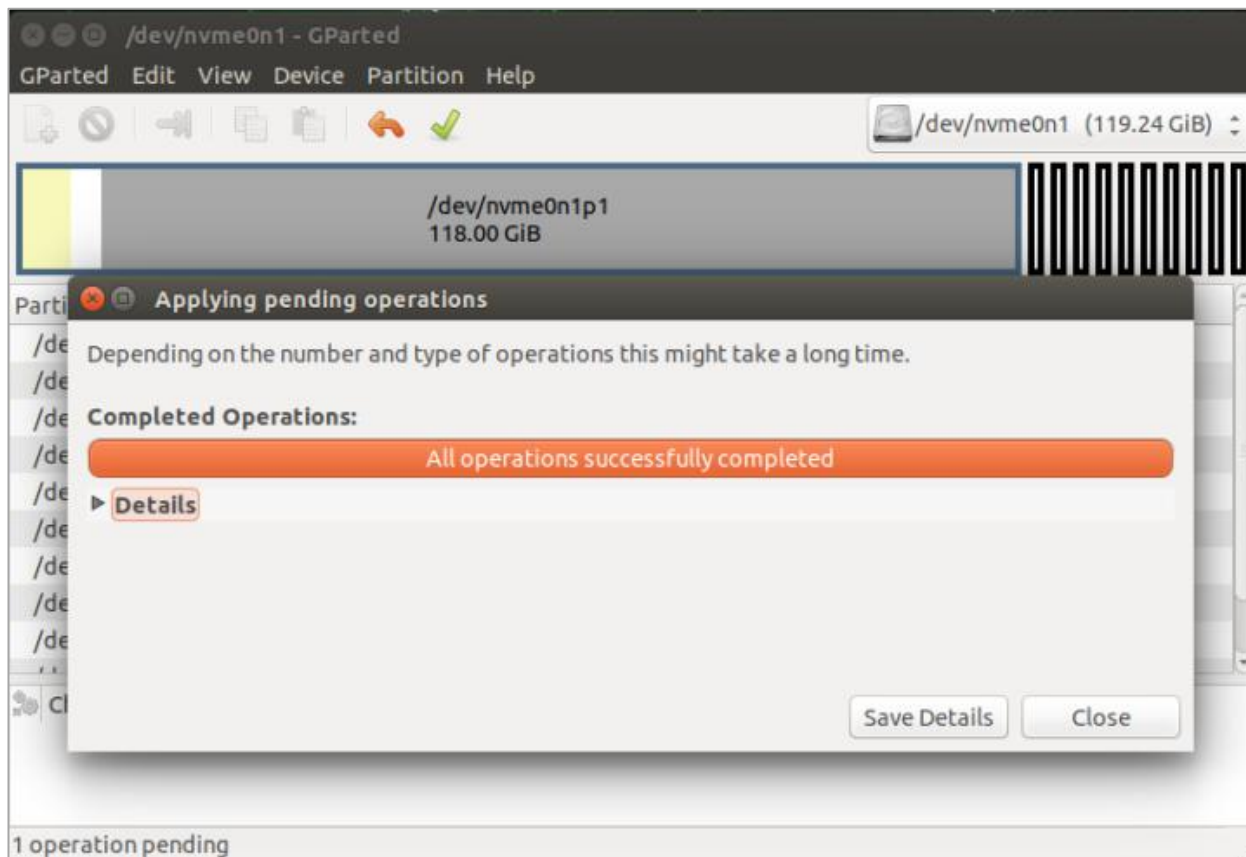 /dev/nvme0n1 - GParted
GParted Edit View Device Partition Help
/dev/nvme0n1 (119.24 GiB)
/dev/nvme0n1p1
118.00 GiB
Parti
Applying pending operations
/de
Depending on the number and type of operations this might take a long time.
/de
/de
Completed Operations:
/de
All operations successfully completed
/de
Details
/de
/de
/de
/de
Cl
Save Details Close
1 operation pending